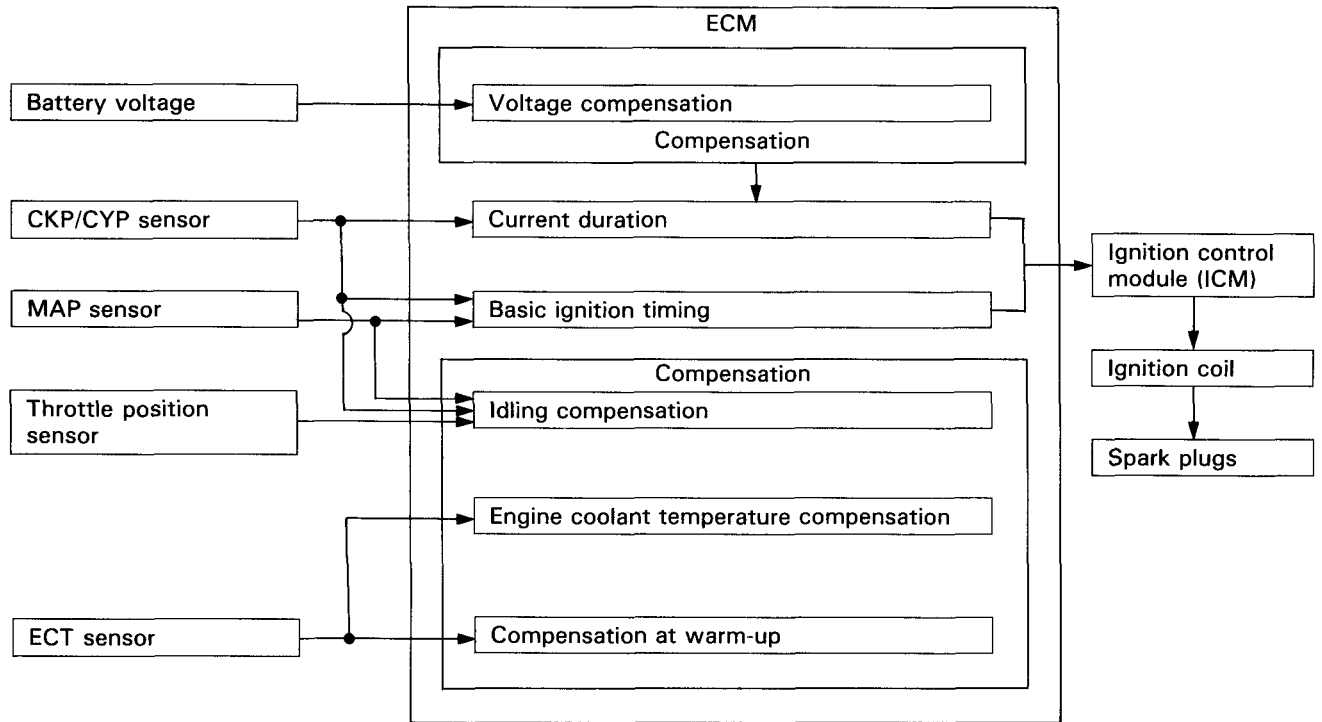 ECM
Battery voltage
Voltage compensation
Compensation
CKP/CYP sensor
Current duration
Ignition control
module (ICM)
MAP sensor
Basic ignition timing
Compensation
Ignition coil
Throttle position
sensor
Idling compensation
Spark plugs
Engine coolant temperature compensation
ECT sensor
Compensation at warm-up